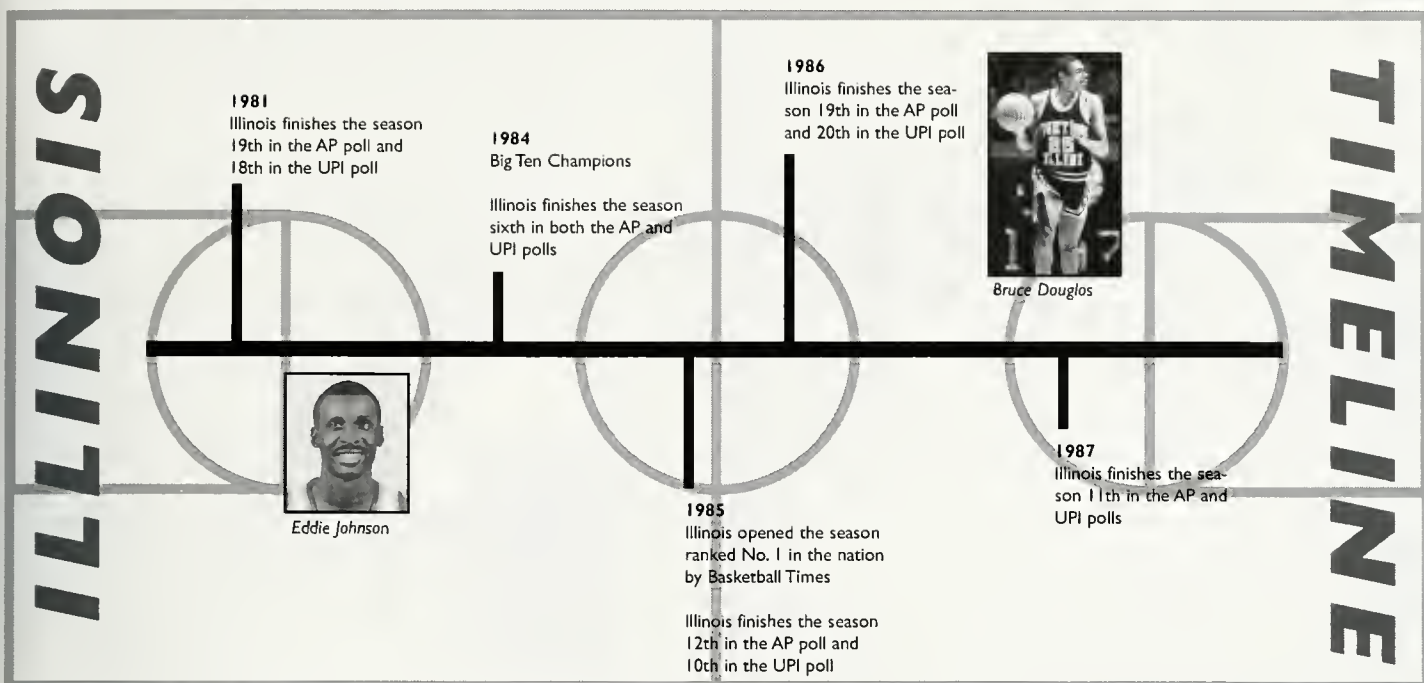 ILLINOIS
1981
Illinois finishes the season
19th in the AP poll and
18th in the UPI poll
Eddie Johnson
1984
Big Ten Champions
Illinois finishes the season
sixth in both the AP and
UPI polls
1985
Illinois opened the season
ranked No. 1 in the nation
by Basketball Times
Illinois finishes the season
12th in the AP poll and
10th in the UPI poll
1986
Illinois finishes the sea-
son 19th in the AP poll
and 20th in the UPI poll
Bruce Douglos
1987
Illinois finishes the sea-
son 11th in the AP and
UPI polls
TIMELINE